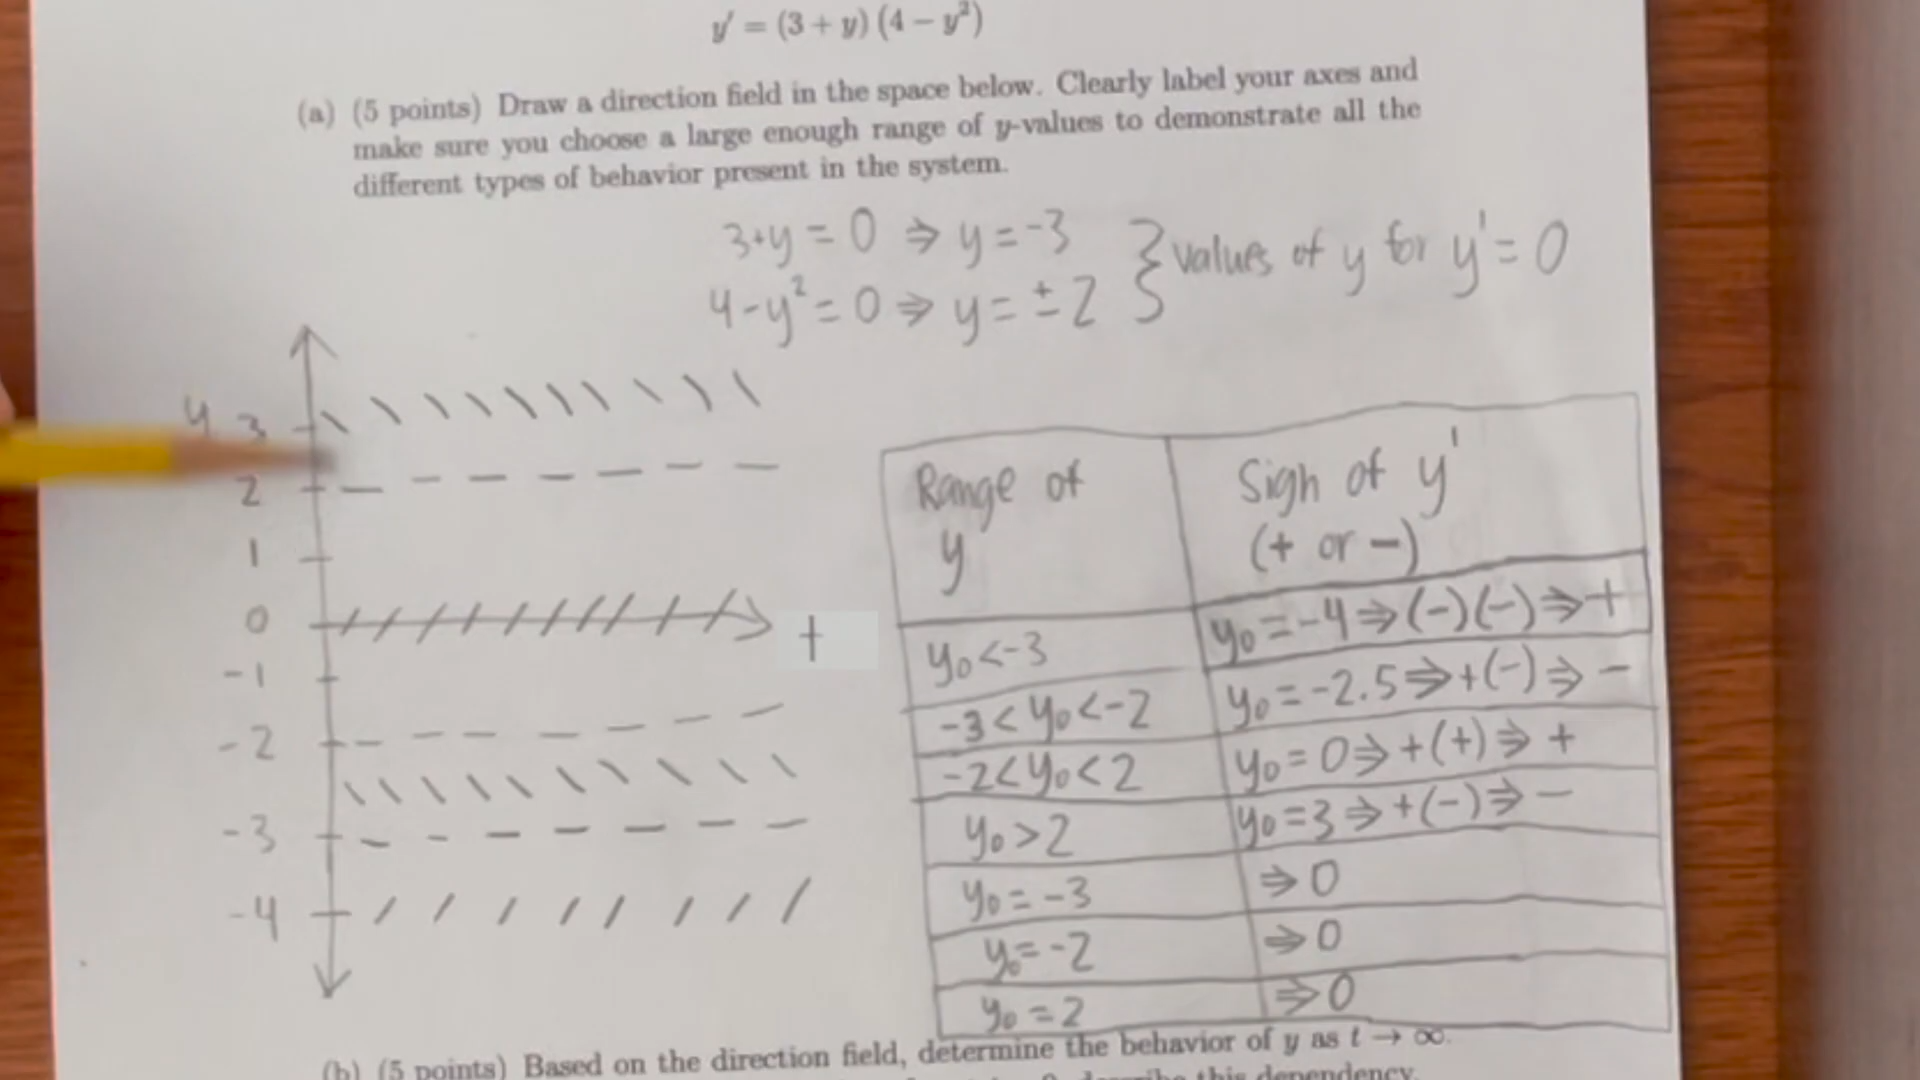 y′ = (3 + y) (4 − y²)
(a) (5 points) Draw a direction field in the space below. Clearly label your axes and
make sure you choose a large enough range of y-values to demonstrate all the
different types of behavior present in the system.
3+y = 0 ⇒ y = -3
4-y² = 0 ⇒ y = ±2
} values of y for y' = 0
y
3
2
1
0
-1
-2
-3
-4
t
Range of
y
Sigh of y'
(+ or −)
y₀ < -3
y₀ = -4 ⇒ (-)(-) ⇒ +
-3 < y₀ < -2
y₀ = -2.5 ⇒ +(-) ⇒ −
-2 < y₀ < 2
y₀ = 0 ⇒ +(+) ⇒ +
y₀ > 2
y₀ = 3 ⇒ +(-) ⇒ −
y₀ = -3
⇒ 0
y₀ = -2
⇒ 0
y₀ = 2
⇒ 0
(b) (5 points) Based on the direction field, determine the behavior of y as t → ∞.
describe this dependency.